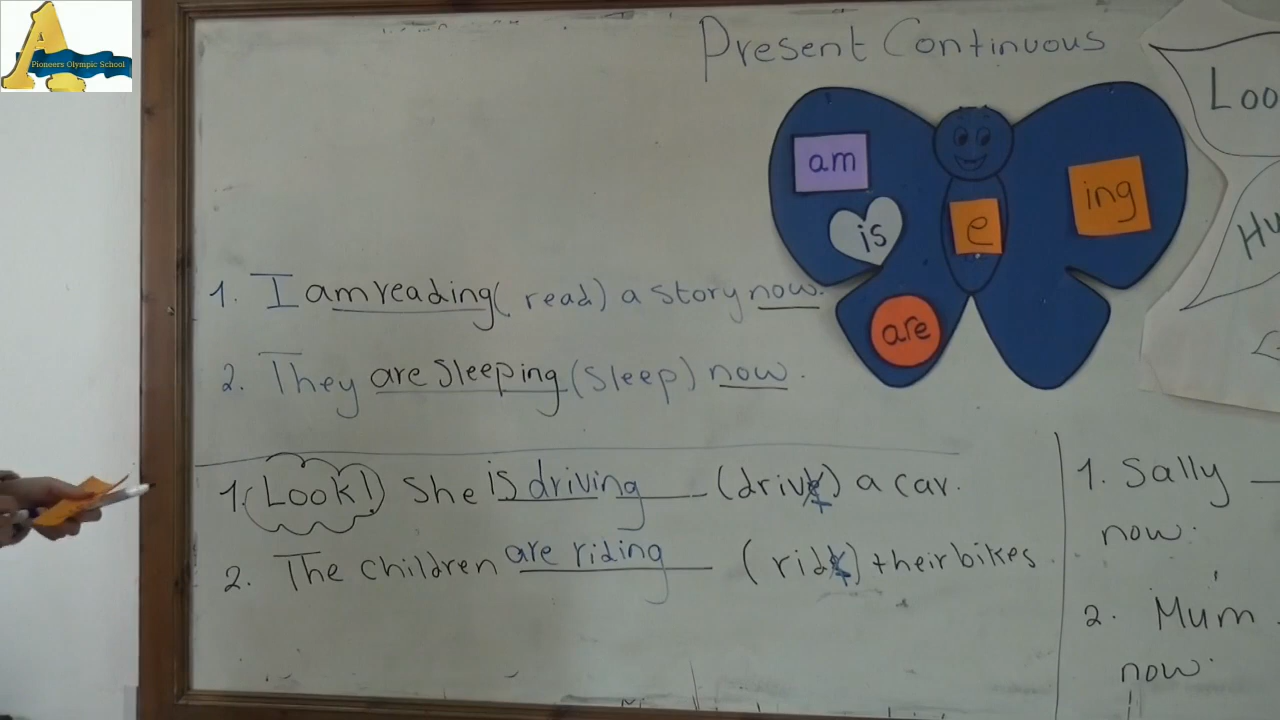 Pioneers Olympic School
Present Continuous
am
is
e
ing
are
1. I am reading ( read) a story now.
2. They are sleeping (sleep) now.
1. Look! She is driving (drive) a car.
2. The children are riding (ride) their bikes.
1. Sally
now.
2. Mum
now.